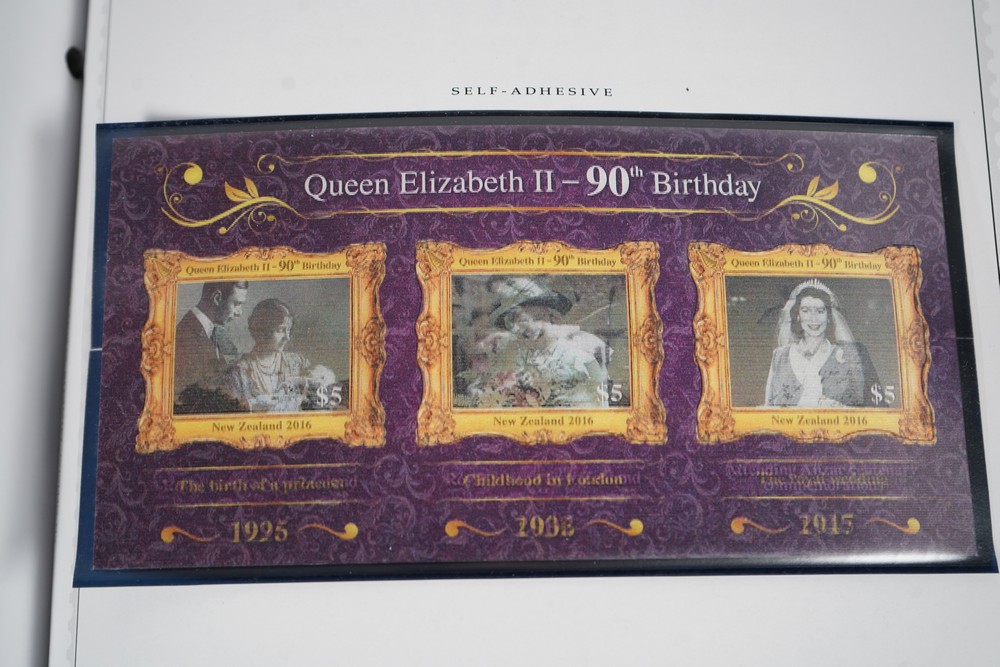 SELF-ADHESIVE
Queen Elizabeth II – 90th Birthday
Queen Elizabeth II – 90th Birthday
$5
New Zealand 2016
Queen Elizabeth II – 90th Birthday
$5
New Zealand 2016
Queen Elizabeth II – 90th Birthday
$5
New Zealand 2016
The birth of a princess
Childhood in London
The royal wedding